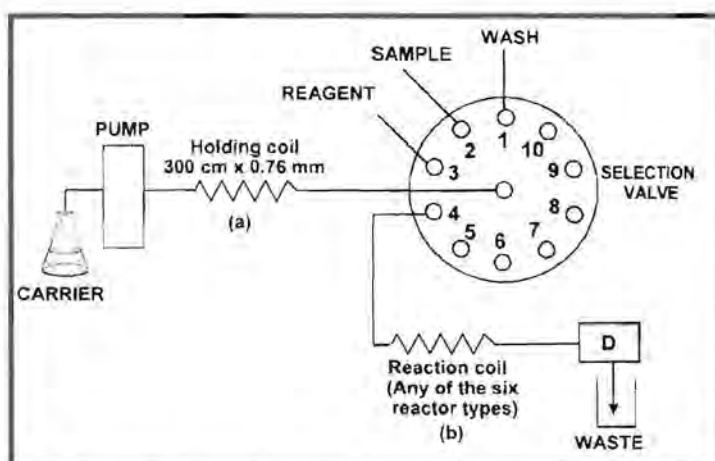 WASH
SAMPLE
REAGENT
PUMP
Holding coil
300 cm x 0.76 mm
(a)
CARRIER
1
2
10
3
9
SELECTION
VALVE
4
8
5
6
7
D
Reaction coil
(Any of the six
reactor types)
(b)
WASTE